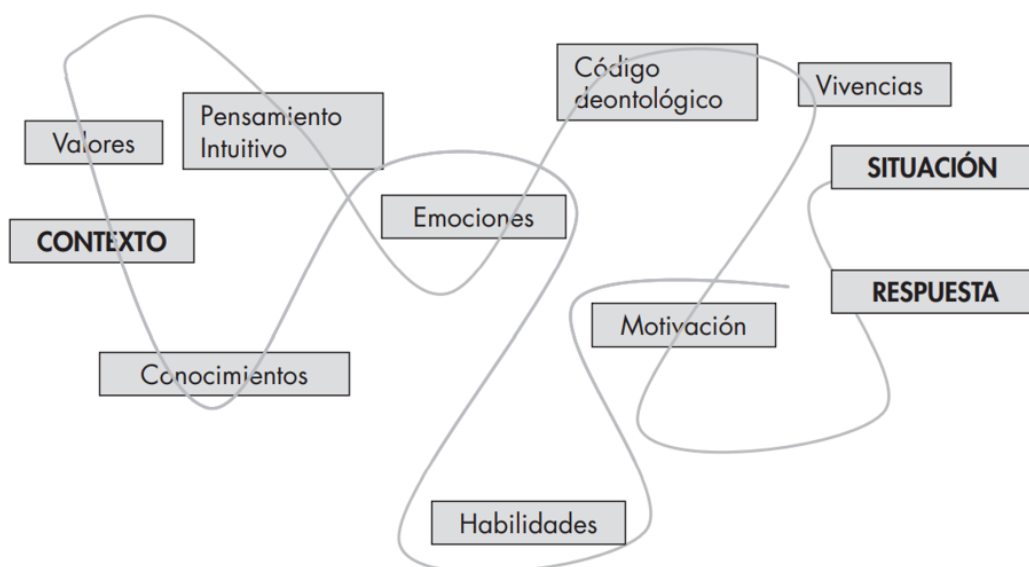 Código
deontológico
Vivencias
Pensamiento
Intuitivo
Valores
SITUACIÓN
Emociones
CONTEXTO
RESPUESTA
Motivación
Conocimientos
Habilidades